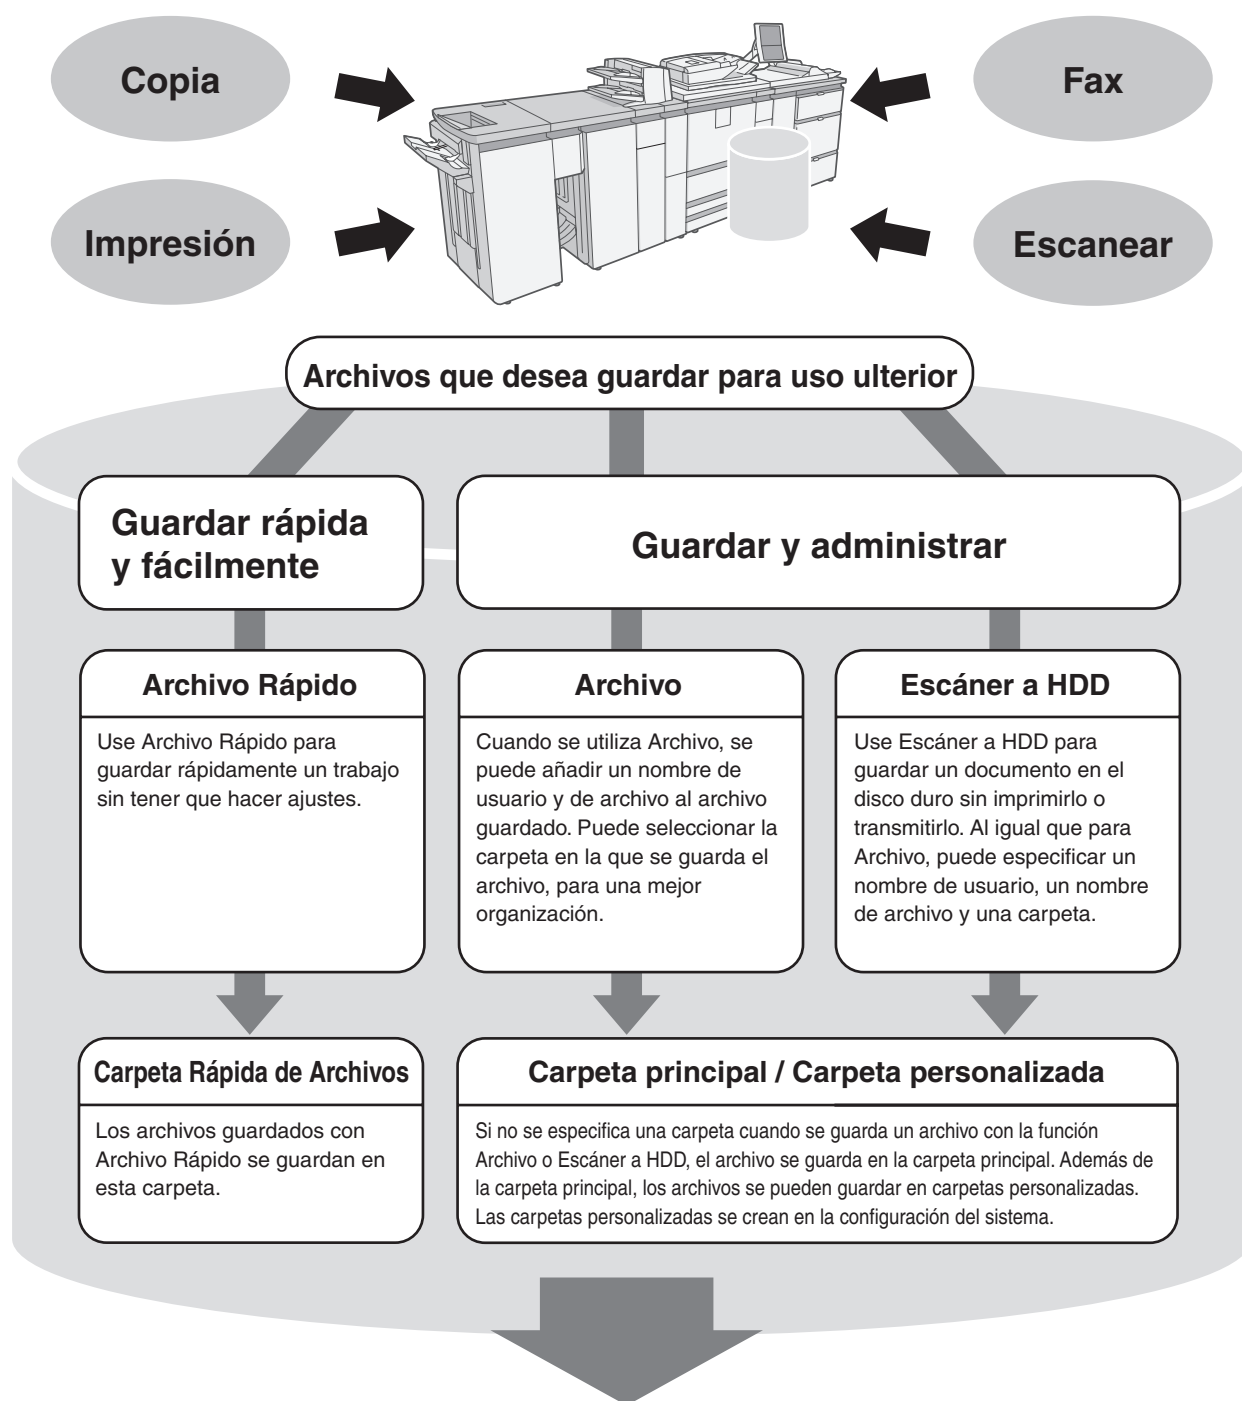 Copia
Fax
Impresión
Escanear
Archivos que desea guardar para uso ulterior
Guardar rápida
y fácilmente
Guardar y administrar
Archivo Rápido
Use Archivo Rápido para
guardar rápidamente un trabajo
sin tener que hacer ajustes.
Archivo
Cuando se utiliza Archivo, se
puede añadir un nombre de
usuario y de archivo al archivo
guardado. Puede seleccionar la
carpeta en la que se guarda el
archivo, para una mejor
organización.
Escáner a HDD
Use Escáner a HDD para
guardar un documento en el
disco duro sin imprimirlo o
transmitirlo. Al igual que para
Archivo, puede especificar un
nombre de usuario, un nombre
de archivo y una carpeta.
Carpeta Rápida de Archivos
Los archivos guardados con
Archivo Rápido se guardan en
esta carpeta.
Carpeta principal / Carpeta personalizada
Si no se especifica una carpeta cuando se guarda un archivo con la función
Archivo o Escáner a HDD, el archivo se guarda en la carpeta principal. Además de
la carpeta principal, los archivos se pueden guardar en carpetas personalizadas.
Las carpetas personalizadas se crean en la configuración del sistema.